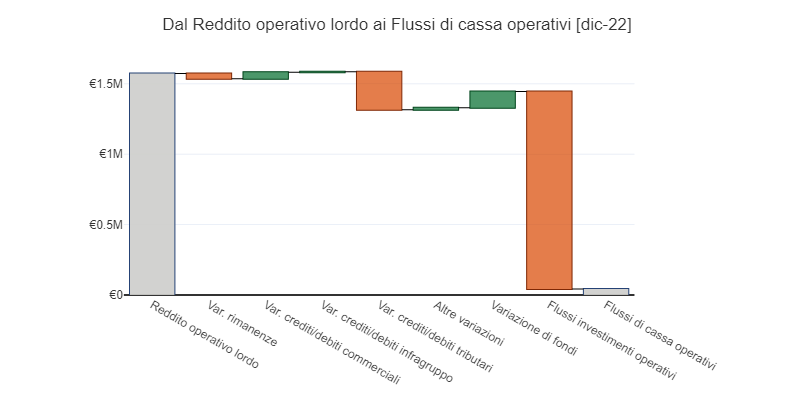 Dal Reddito operativo lordo ai Flussi di cassa operativi [dic-22]
€1.5M
€1M
€0.5M
€0
Reddito operativo lordo
Var. rimanenze
Var. crediti/debiti commerciali
Var. crediti/debiti infragruppo
Var. crediti/debiti tributari
Altre variazioni
Variazione di fondi
Flussi investimenti operativi
Flussi di cassa operativi